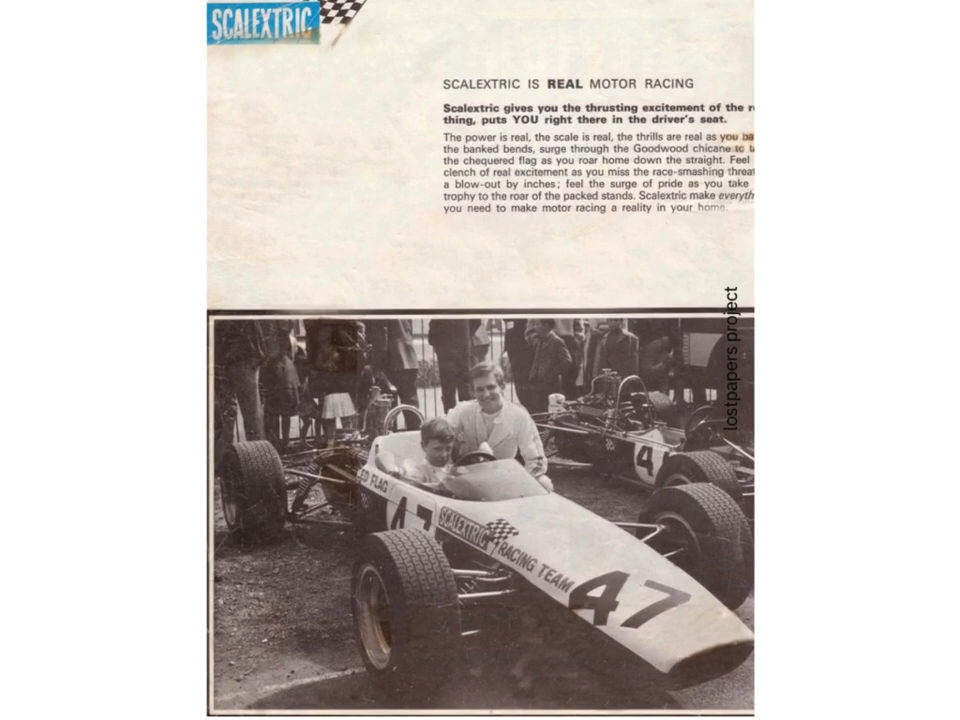 SCALEXTRIC
SCALEXTRIC IS REAL MOTOR RACING
Scalextric gives you the thrusting excitement of the r
thing, puts YOU right there in the driver's seat.
The power is real, the scale is real, the thrills are real as you ba
the banked bends, surge through the Goodwood chicane to t
the chequered flag as you roar home down the straight. Feel
clench of real excitement as you miss the race-smashing threat
a blow-out by inches; feel the surge of pride as you take
trophy to the roar of the packed stands. Scalextric make everyth
you need to make motor racing a reality in your home.
lostpapers project
4
ED FLAG
47
SCALEXTRIC
RACING TEAM
47